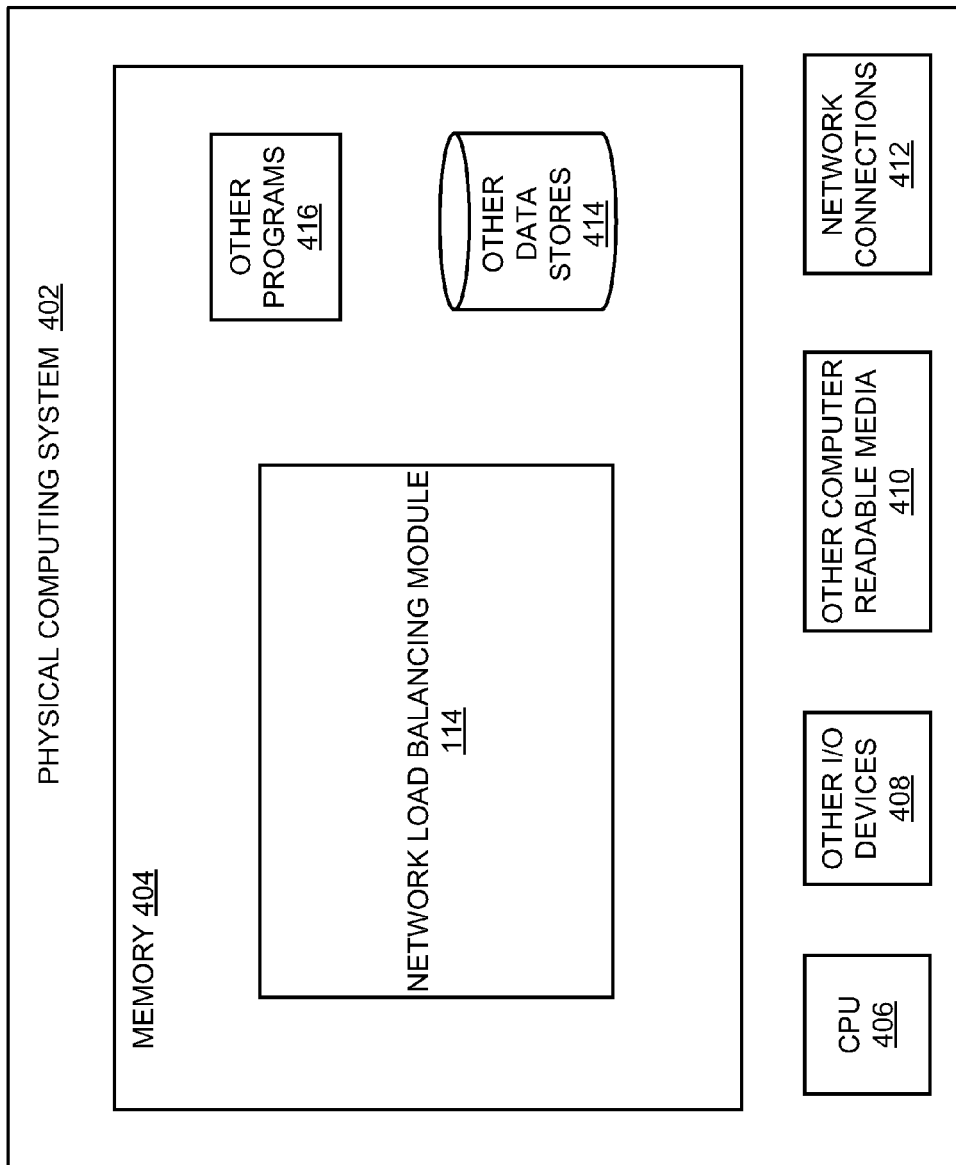 PHYSICAL COMPUTING SYSTEM 402
MEMORY 404
NETWORK LOAD BALANCING MODULE
114
OTHER
PROGRAMS
416
OTHER
DATA
STORES
414
CPU
406
OTHER I/O
DEVICES
408
OTHER COMPUTER
READABLE MEDIA
410
NETWORK
CONNECTIONS
412